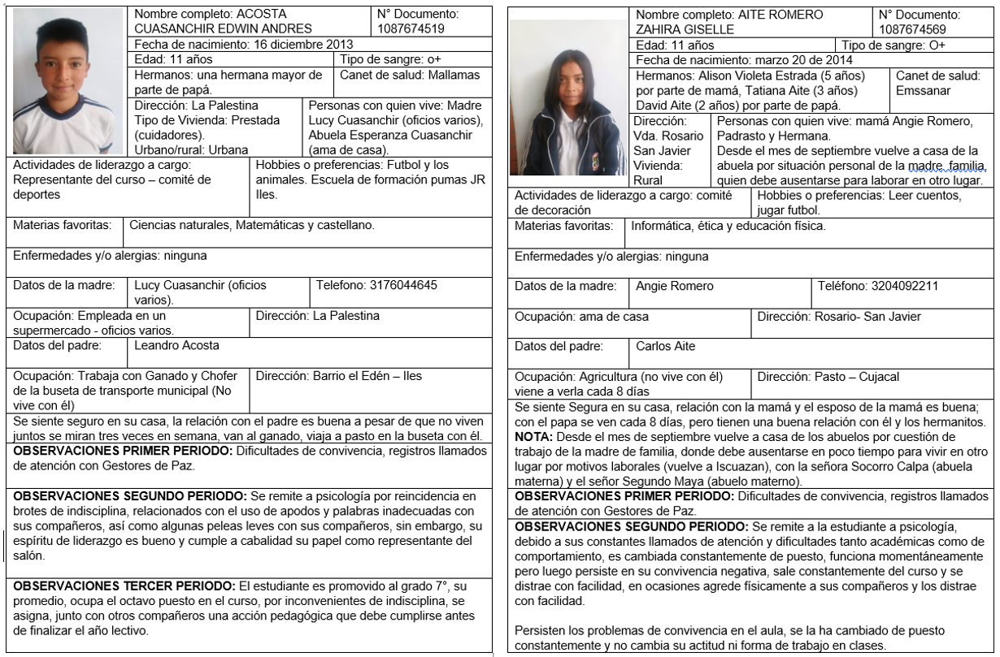 Nombre completo: ACOSTA
CUASANCHIR EDWIN ANDRES
N° Documento:
1087674519
Fecha de nacimiento: 16 diciembre 2013
Edad: 11 años
Tipo de sangre: o+
Hermanos: una hermana mayor de
parte de papá.
Canet de salud: Mallamas
Dirección: La Palestina
Tipo de Vivienda: Prestada
(cuidadores).
Urbano/rural: Urbana
Personas con quien vive: Madre
Lucy Cuasanchir (oficios varios),
Abuela Esperanza Cuasanchir
(ama de casa).
Actividades de liderazgo a cargo:
Representante del curso – comité de
deportes
Hobbies o preferencias: Futbol y los
animales. Escuela de formación pumas JR
Iles.
Materias favoritas:
Ciencias naturales, Matemáticas y castellano.
Enfermedades y/o alergias: ninguna
Datos de la madre:
Lucy Cuasanchir (oficios
varios).
Telefono: 3176044645
Ocupación: Empleada en un
supermercado - oficios varios.
Dirección: La Palestina
Datos del padre:
Leandro Acosta
Ocupación: Trabaja con Ganado y Chofer
de la buseta de transporte municipal (No
vive con él)
Dirección: Barrio el Edén – Iles
Se siente seguro en su casa, la relación con el padre es buena a pesar de que no viven
juntos se miran tres veces en semana, van al ganado, viaja a pasto en la buseta con él.
OBSERVACIONES PRIMER PERIODO: Dificultades de convivencia, registros llamados
de atención con Gestores de Paz.
OBSERVACIONES SEGUNDO PERIODO: Se remite a psicología por reincidencia en
brotes de indisciplina, relacionados con el uso de apodos y palabras inadecuadas con
sus compañeros, así como algunas peleas leves con sus compañeros, sin embargo, su
espíritu de liderazgo es bueno y cumple a cabalidad su papel como representante del
salón.
OBSERVACIONES TERCER PERIODO: El estudiante es promovido al grado 7°, su
promedio, ocupa el octavo puesto en el curso, por inconvenientes de indisciplina, se
asigna, junto con otros compañeros una acción pedagógica que debe cumplirse antes
de finalizar el año lectivo.
Nombre completo: AITE ROMERO
ZAHIRA GISELLE
N° Documento:
1087674569
Edad: 11 años
Tipo de sangre: O+
Fecha de nacimiento: marzo 20 de 2014
Hermanos: Alison Violeta Estrada (5 años)
por parte de mamá, Tatiana Aite (3 años)
David Aite (2 años) por parte de papá.
Canet de salud:
Emssanar
Dirección:
Vda. Rosario
San Javier
Vivienda:
Rural
Personas con quien vive: mamá Angie Romero,
Padrasto y Hermana.
Desde el mes de septiembre vuelve a casa de la
abuela por situación personal de la madre familia,
quien debe ausentarse para laborar en otro lugar.
Actividades de liderazgo a cargo: comité
de decoración
Hobbies o preferencias: Leer cuentos,
jugar futbol.
Materias favoritas:
Informática, ética y educación física.
Enfermedades y/o alergias: ninguna
Datos de la madre:
Angie Romero
Teléfono: 3204092211
Ocupación: ama de casa
Dirección: Rosario- San Javier
Datos del padre:
Carlos Aite
Ocupación: Agricultura (no vive con él)
viene a verla cada 8 días
Dirección: Pasto – Cujacal
Se siente Segura en su casa, relación con la mamá y el esposo de la mamá es buena;
con el papa se ven cada 8 días, pero tienen una buena relación con él y los hermanitos.
NOTA: Desde el mes de septiembre vuelve a casa de los abuelos por cuestión de
trabajo de la madre de familia, donde debe ausentarse en poco tiempo para vivir en otro
lugar por motivos laborales (vuelve a Iscuazan), con la señora Socorro Calpa (abuela
materna) y el señor Segundo Maya (abuelo materno).
OBSERVACIONES PRIMER PERIODO: Dificultades de convivencia, registros llamados
de atención con Gestores de Paz.
OBSERVACIONES SEGUNDO PERIODO: Se remite a la estudiante a psicología,
debido a sus constantes llamados de atención y dificultades tanto académicas como de
comportamiento, es cambiada constantemente de puesto, funciona momentáneamente
pero luego persiste en su convivencia negativa, sale constantemente del curso y se
distrae con facilidad, en ocasiones agrede físicamente a sus compañeros y los distrae
con facilidad.
Persisten los problemas de convivencia en el aula, se la ha cambiado de puesto
constantemente y no cambia su actitud ni forma de trabajo en clases.